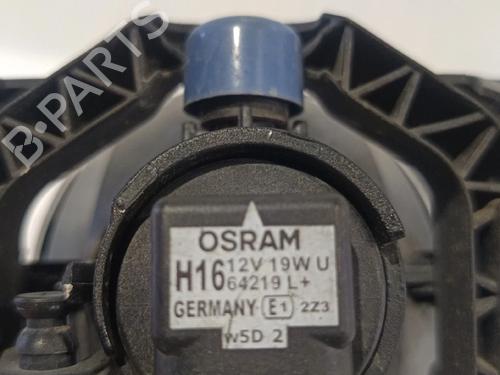 B-PARTS
OSRAM
H16 12V 19W U
64219 L+
GERMANY E1 2Z3
w5D 2